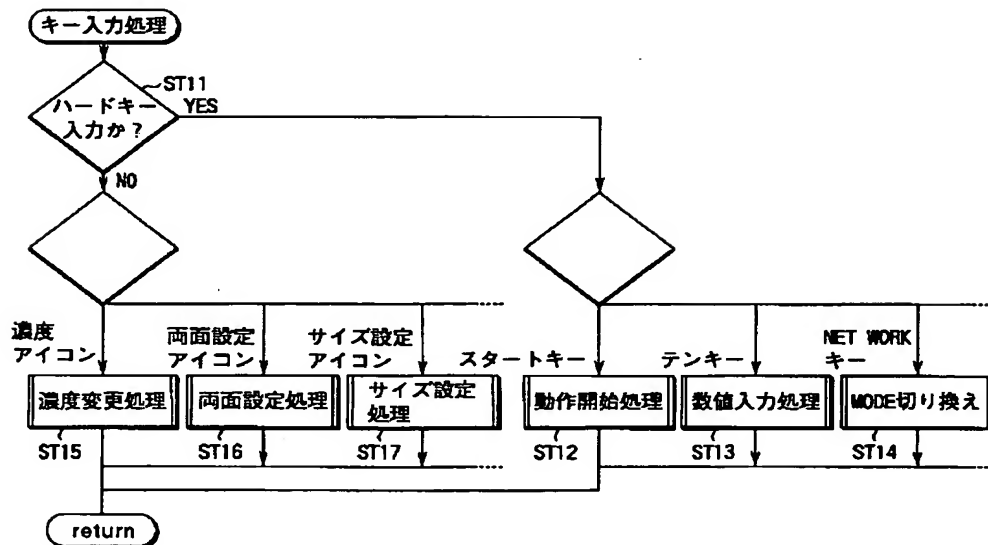 キー入力処理
ST11
ハードキー
入力か？
YES
NO
濃度
アイコン
両面設定
アイコン
サイズ設定
アイコン
スタートキー
テンキー
NET WORK
キー
濃度変更処理
両面設定処理
サイズ設定
処理
動作開始処理
数値入力処理
MODE切り換え
ST15
ST16
ST17
ST12
ST13
ST14
return